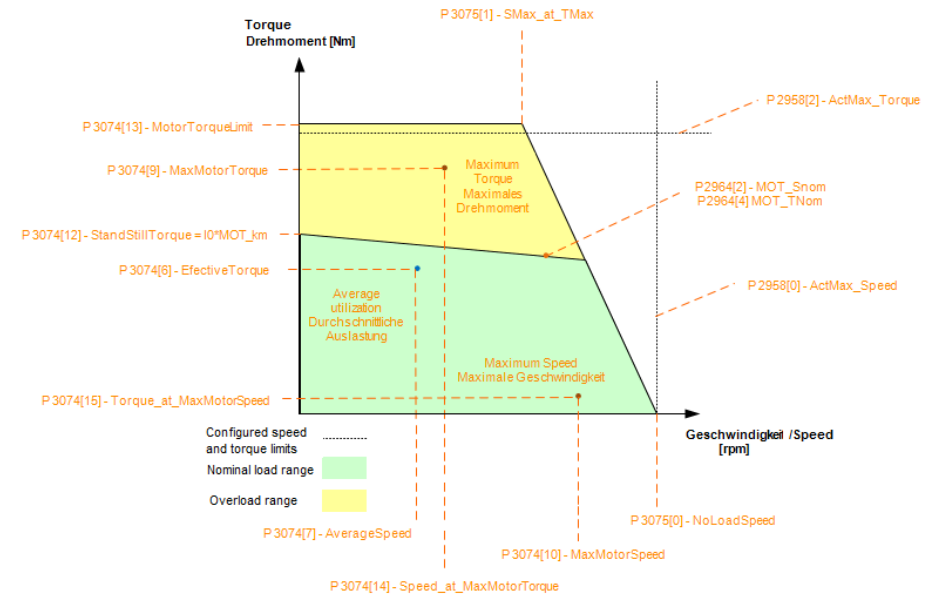 P 3075[1] - SMax_at_TMax
Torque
Drehmoment [Nm]
P 2958[2] - ActMax_Torque
P 3074[13] - MotorTorqueLimit
P 3074[9] - MaxMotorTorque
Maximum
Torque
Maximales
Drehmoment
P2964[2] - MOT_Snom
P2964[4] MOT_TNom
P 3074[12] - StandStillTorque = I0*MOT_km
P 3074[6] - EfectiveTorque
P 2958[0] - ActMax_Speed
Average
utilization
Durchschnittliche
Auslastung
Maximum Speed
Maximale Geschwindigkeit
P 3074[15] - Torque_at_MaxMotorSpeed
Geschwindigkeit /Speed
[rpm]
Configured speed
and torque limits
Nominal load range
Overload range
P 3075[0] - NoLoadSpeed
P 3074[7] - AverageSpeed
P 3074[10] - MaxMotorSpeed
P 3074[14] - Speed_at_MaxMotorTorque